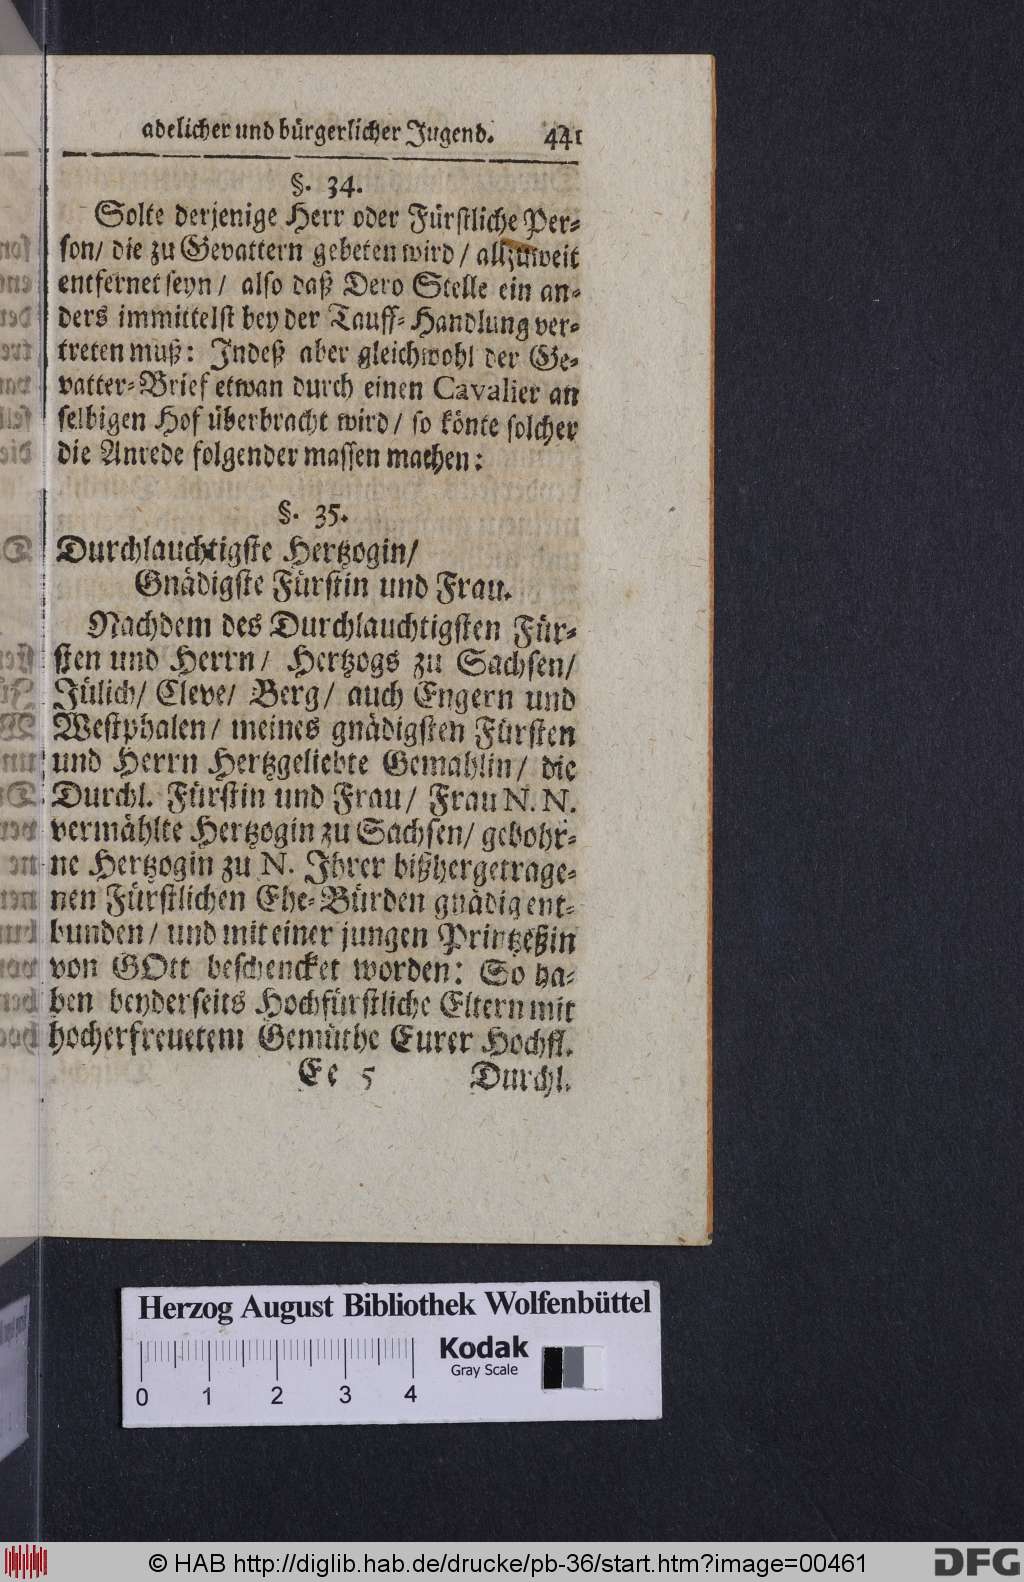 adelicher und bürgerlicher Jugend. 441
§. 34.
Solte derjenige Herr oder Fürstliche Per-
son/ die zu Gevattern gebeten wird/ allzuweit
entfernet seyn/ also daß Dero Stelle ein an-
ders immittelst bey der Tauff-Handlung ver-
treten muß: Indeß aber gleichwohl der Ge-
vatter-Brief etwan durch einen Cavalier an
selbigen Hof überbracht wird/ so könte solcher
die Anrede folgender massen machen:
§. 35.
Durchlauchtigste Hertzogin/
Gnädigste Fürstin und Frau.
Nachdem des Durchlauchtigsten Für-
sten und Herrn/ Hertzogs zu Sachsen/
Jülich/ Cleve/ Berg/ auch Engern und
Westphalen/ meines gnädigsten Fürsten
und Herrn Hertzgeliebte Gemahlin/ die
Durchl. Fürstin und Frau/ Frau N. N.
vermählte Hertzogin zu Sachsen/ gebohr-
ne Hertzogin zu N. Ihrer bißhergetrage-
nen Fürstlichen Ehe-Bürden gnädig ent-
bunden/ und mit einer jungen Printzeßin
von GOtt beschencket worden: So ha-
ben beyderseits Hochfürstliche Eltern mit
hocherfreuetem Gemüthe Eurer Hochfl.
Ee 5 Durchl.
Herzog August Bibliothek Wolfenbüttel
Kodak
Gray Scale
0 1 2 3 4
© HAB http://diglib.hab.de/drucke/pb-36/start.htm?image=00461
DFG